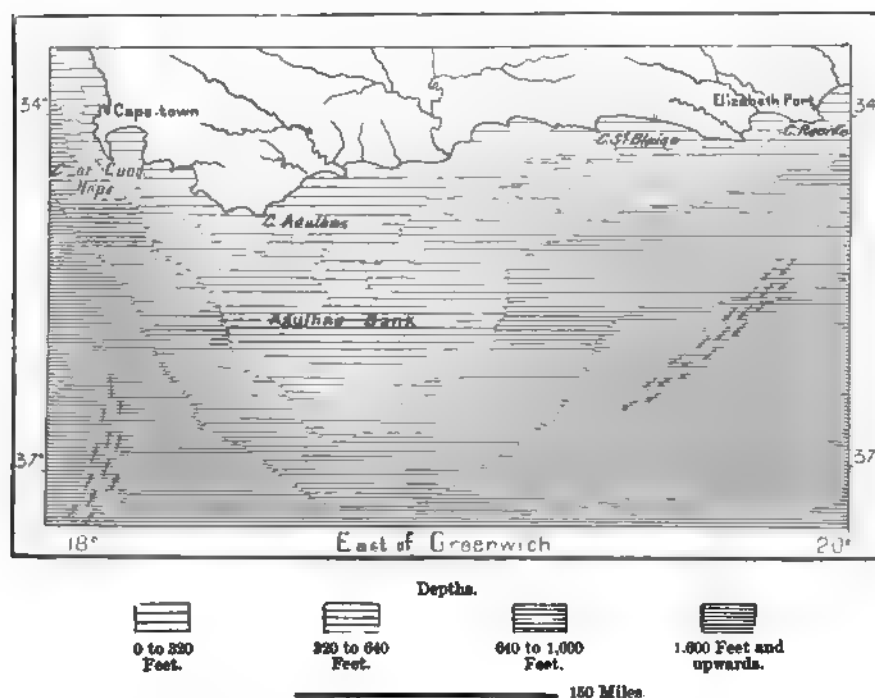 34°
34
Cape-town
Elizabeth Port
C. St Blaize
C. Recife
C. of Good
Hope
C. Agulhas
Agulhas Bank
37°
37
18°
East of Greenwich
20°
Depths.
0 to 320
Feet.
320 to 640
Feet.
640 to 1,000
Feet.
1.600 Feet and
upwards.
150 Miles.